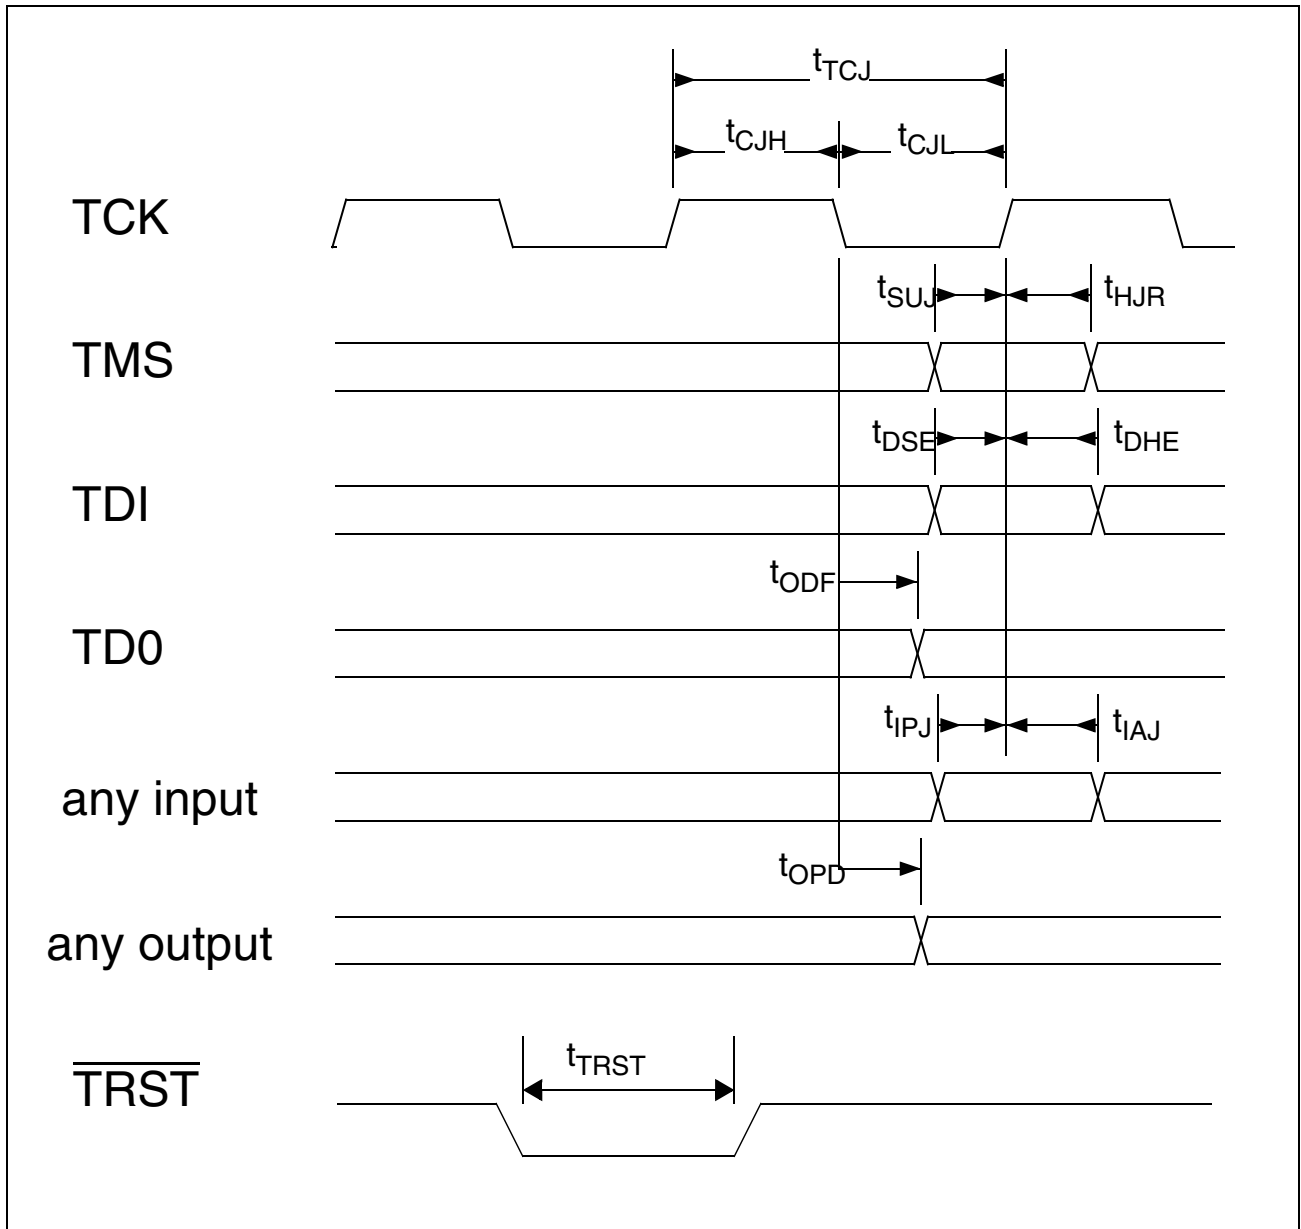 tTCJ
tCJH tCJL
TCK
tSUJ tHJR
TMS
tDSE tDHE
TDI
tODF
TD0
tIPJ tIAJ
any input
tOPD
any output
tTRST
TRST